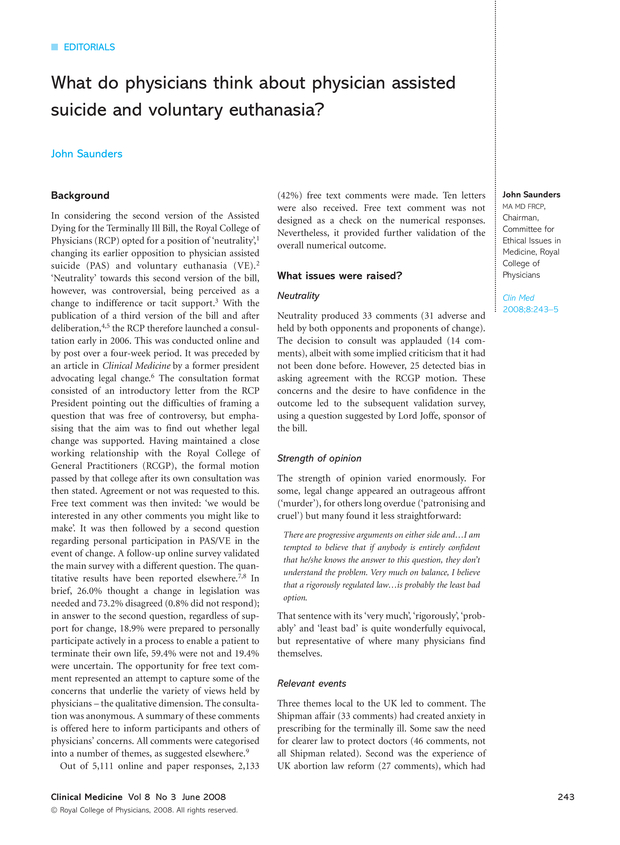 EDITORIALS
What do physicians think about physician assisted
suicide and voluntary euthanasia?
John Saunders
Background
In considering the second version of the Assisted
Dying for the Terminally Ill Bill, the Royal College of
Physicians (RCP) opted for a position of ‘neutrality’,1
changing its earlier opposition to physician assisted
suicide (PAS) and voluntary euthanasia (VE).2
‘Neutrality’ towards this second version of the bill,
however, was controversial, being perceived as a
change to indifference or tacit support.3 With the
publication of a third version of the bill and after
deliberation,4,5 the RCP therefore launched a consul-
tation early in 2006. This was conducted online and
by post over a four-week period. It was preceded by
an article in Clinical Medicine by a former president
advocating legal change.6 The consultation format
consisted of an introductory letter from the RCP
President pointing out the difficulties of framing a
question that was free of controversy, but empha-
sising that the aim was to find out whether legal
change was supported. Having maintained a close
working relationship with the Royal College of
General Practitioners (RCGP), the formal motion
passed by that college after its own consultation was
then stated. Agreement or not was requested to this.
Free text comment was then invited: ‘we would be
interested in any other comments you might like to
make’. It was then followed by a second question
regarding personal participation in PAS/VE in the
event of change. A follow-up online survey validated
the main survey with a different question. The quan-
titative results have been reported elsewhere.7,8 In
brief, 26.0% thought a change in legislation was
needed and 73.2% disagreed (0.8% did not respond);
in answer to the second question, regardless of sup-
port for change, 18.9% were prepared to personally
participate actively in a process to enable a patient to
terminate their own life, 59.4% were not and 19.4%
were uncertain. The opportunity for free text com-
ment represented an attempt to capture some of the
concerns that underlie the variety of views held by
physicians – the qualitative dimension. The consulta-
tion was anonymous. A summary of these comments
is offered here to inform participants and others of
physicians’ concerns. All comments were categorised
into a number of themes, as suggested elsewhere.9
Out of 5,111 online and paper responses, 2,133
(42%) free text comments were made. Ten letters
were also received. Free text comment was not
designed as a check on the numerical responses.
Nevertheless, it provided further validation of the
overall numerical outcome.
What issues were raised?
Neutrality
Neutrality produced 33 comments (31 adverse and
held by both opponents and proponents of change).
The decision to consult was applauded (14 com-
ments), albeit with some implied criticism that it had
not been done before. However, 25 detected bias in
asking agreement with the RCGP motion. These
concerns and the desire to have confidence in the
outcome led to the subsequent validation survey,
using a question suggested by Lord Joffe, sponsor of
the bill.
Strength of opinion
The strength of opinion varied enormously. For
some, legal change appeared an outrageous affront
(‘murder’), for others long overdue (‘patronising and
cruel’) but many found it less straightforward:
There are progressive arguments on either side and…I am
tempted to believe that if anybody is entirely confident
that he/she knows the answer to this question, they don’t
understand the problem. Very much on balance, I believe
that a rigorously regulated law…is probably the least bad
option.
That sentence with its ‘very much’, ‘rigorously’, ‘prob-
ably’ and ‘least bad’ is quite wonderfully equivocal,
but representative of where many physicians find
themselves.
Relevant events
Three themes local to the UK led to comment. The
Shipman affair (33 comments) had created anxiety in
prescribing for the terminally ill. Some saw the need
for clearer law to protect doctors (46 comments, not
all Shipman related). Second was the experience of
UK abortion law reform (27 comments), which had
John Saunders
MA MD FRCP,
Chairman,
Committee for
Ethical Issues in
Medicine, Royal
College of
Physicians
Clin Med
2008;8:243–5
Clinical Medicine Vol 8 No 3 June 2008
243
© Royal College of Physicians, 2008. All rights reserved.